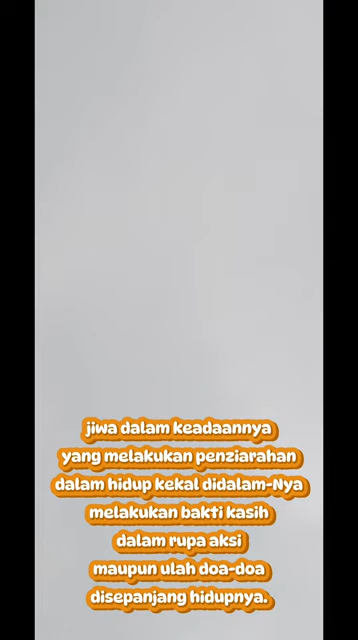 jiwa dalam keadaannya
yang melakukan penziarahan
dalam hidup kekal didalam-Nya
melakukan bakti kasih
dalam rupa aksi
maupun ulah doa-doa
disepanjang hidupnya.